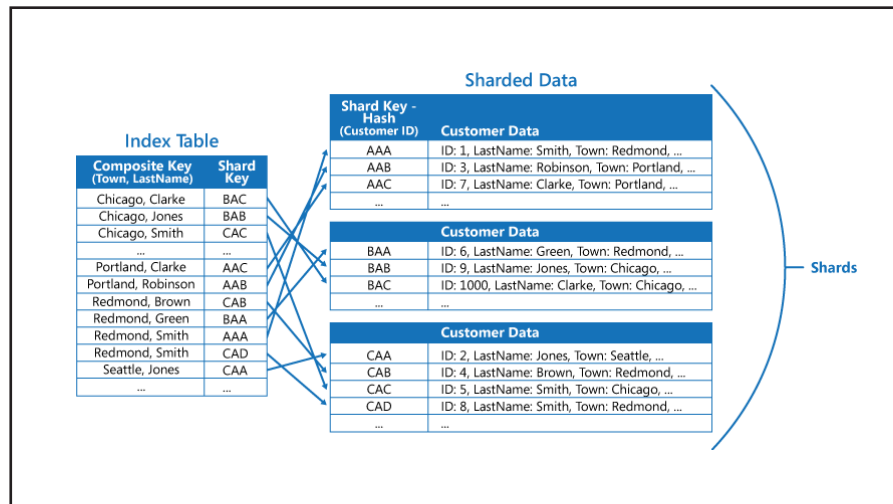 Sharded Data
Index Table
Composite Key
(Town, LastName)
Shard
Key
Chicago, Clarke BAC
Chicago, Jones BAB
Chicago, Smith CAC
... ...
Portland, Clarke AAC
Portland, Robinson AAB
Redmond, Brown CAB
Redmond, Green BAA
Redmond, Smith AAA
Redmond, Smith CAD
Seattle, Jones CAA
... ...
Shard Key -
Hash
(Customer ID)
Customer Data
AAA ID: 1, LastName: Smith, Town: Redmond, ...
AAB ID: 3, LastName: Robinson, Town: Portland, ...
AAC ID: 7, LastName: Clarke, Town: Portland, ...
... ...
Customer Data
BAA ID: 6, LastName: Green, Town: Redmond, ...
BAB ID: 9, LastName: Jones, Town: Chicago, ...
BAC ID: 1000, LastName: Clarke, Town: Chicago, ...
... ...
Customer Data
CAA ID: 2, LastName: Jones, Town: Seattle, ...
CAB ID: 4, LastName: Brown, Town: Redmond, ...
CAC ID: 5, LastName: Smith, Town: Chicago, ...
CAD ID: 8, LastName: Smith, Town: Redmond, ...
... ...
Shards